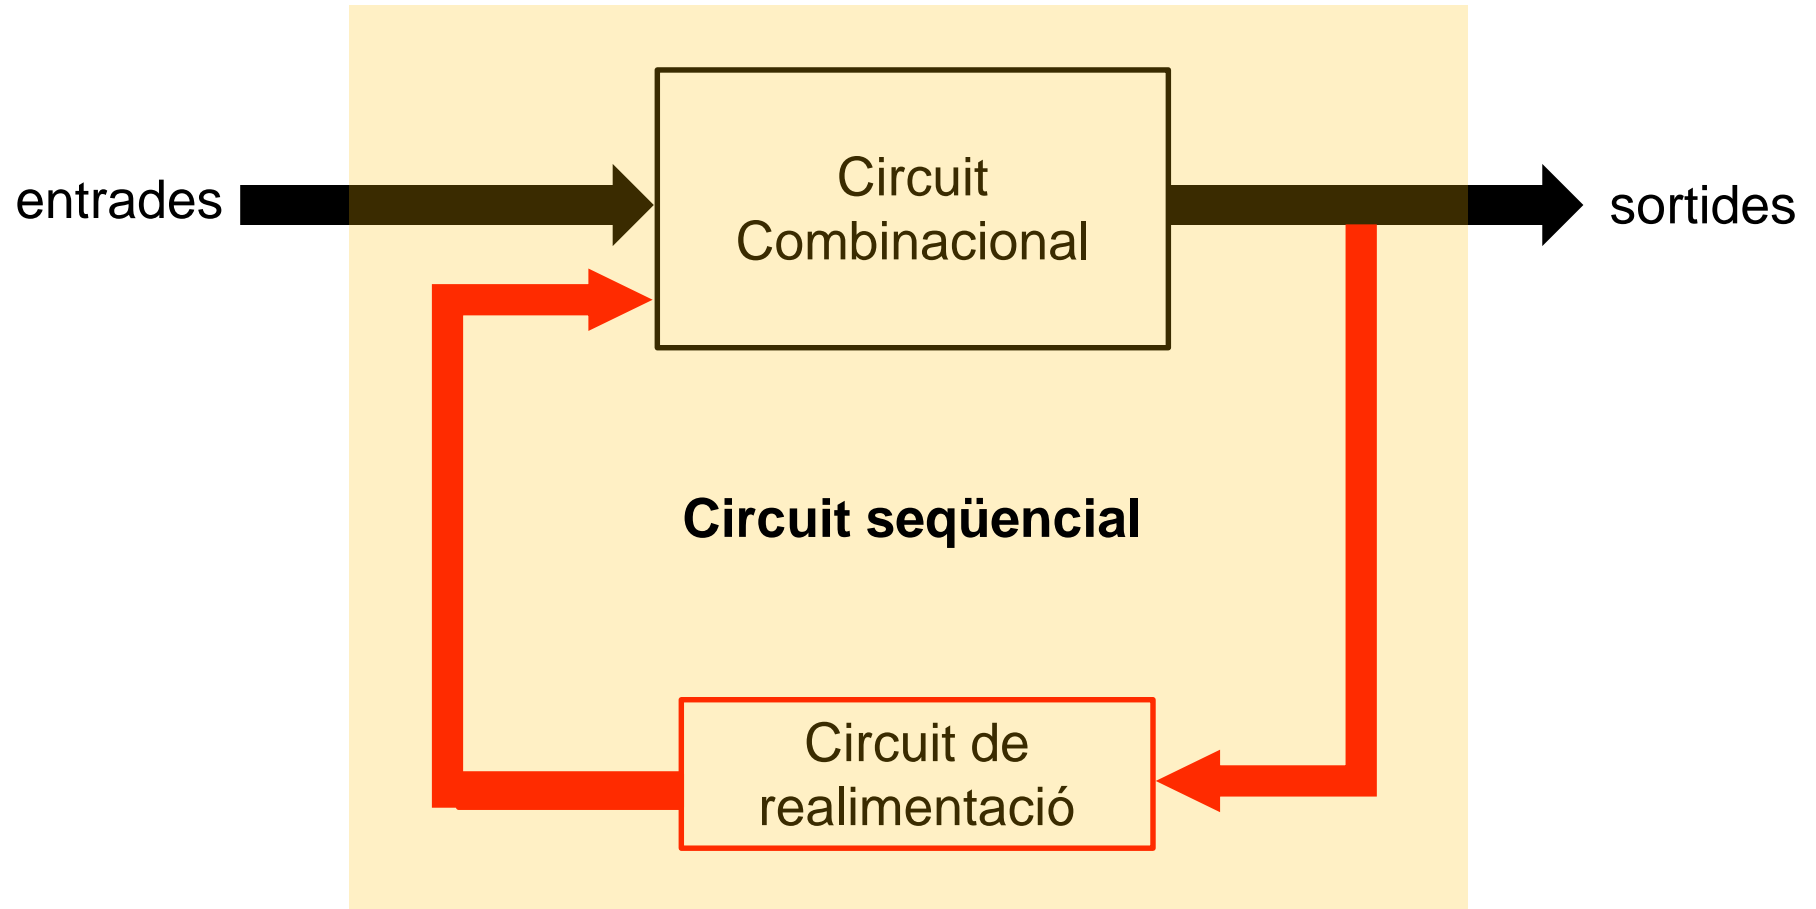 Circuit
Combinacional
entrades
sortides
Circuit seqüencial
Circuit de
realimentació